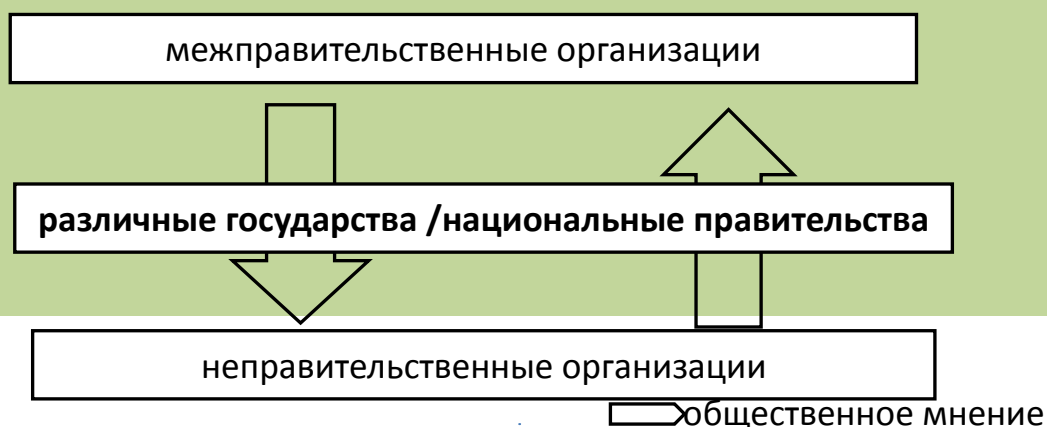 межправительственные организации
различные государства /национальные правительства
неправительственные организации
общественное мнение